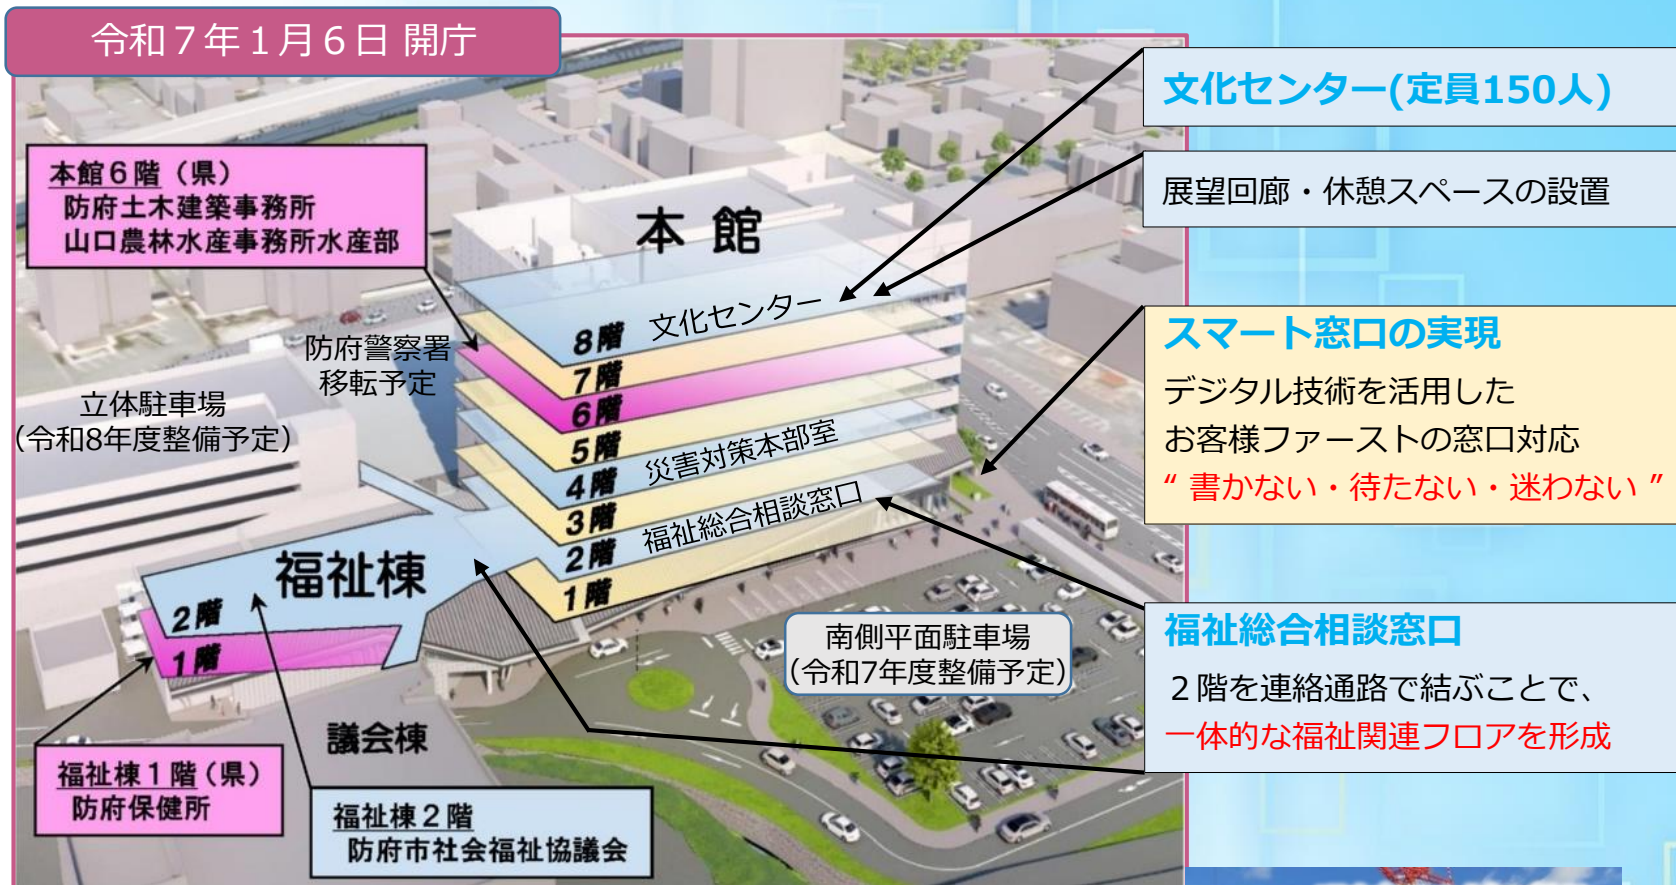 令和７年１月６日 開庁
文化センター(定員150人)
展望回廊・休憩スペースの設置
本館６階（県）
防府土木建築事務所
山口農林水産事務所水産部
本 館
8階 文化センター
7階
6階
5階
4階 災害対策本部室
3階
2階 福祉総合相談窓口
1階
防府警察署
移転予定
立体駐車場
（令和8年度整備予定）
スマート窓口の実現
デジタル技術を活用した
お客様ファーストの窓口対応
“ 書かない・待たない・迷わない ”
福祉棟
2階
1階
南側平面駐車場
（令和7年度整備予定）
福祉総合相談窓口
２階を連絡通路で結ぶことで、
一体的な福祉関連フロアを形成
議会棟
福祉棟１階（県）
防府保健所
福祉棟２階
防府市社会福祉協議会